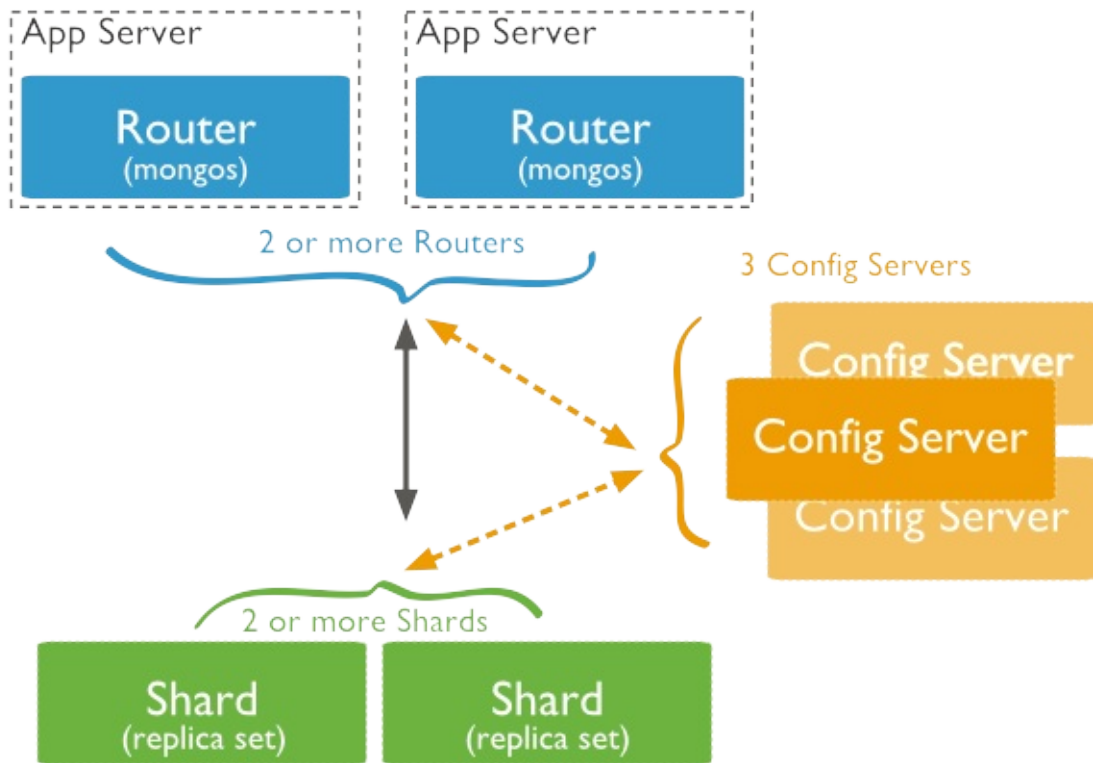 App Server
App Server
Router
(mongos)
Router
(mongos)
2 or more Routers
3 Config Servers
Config Server
Config Server
Config Server
2 or more Shards
Shard
(replica set)
Shard
(replica set)